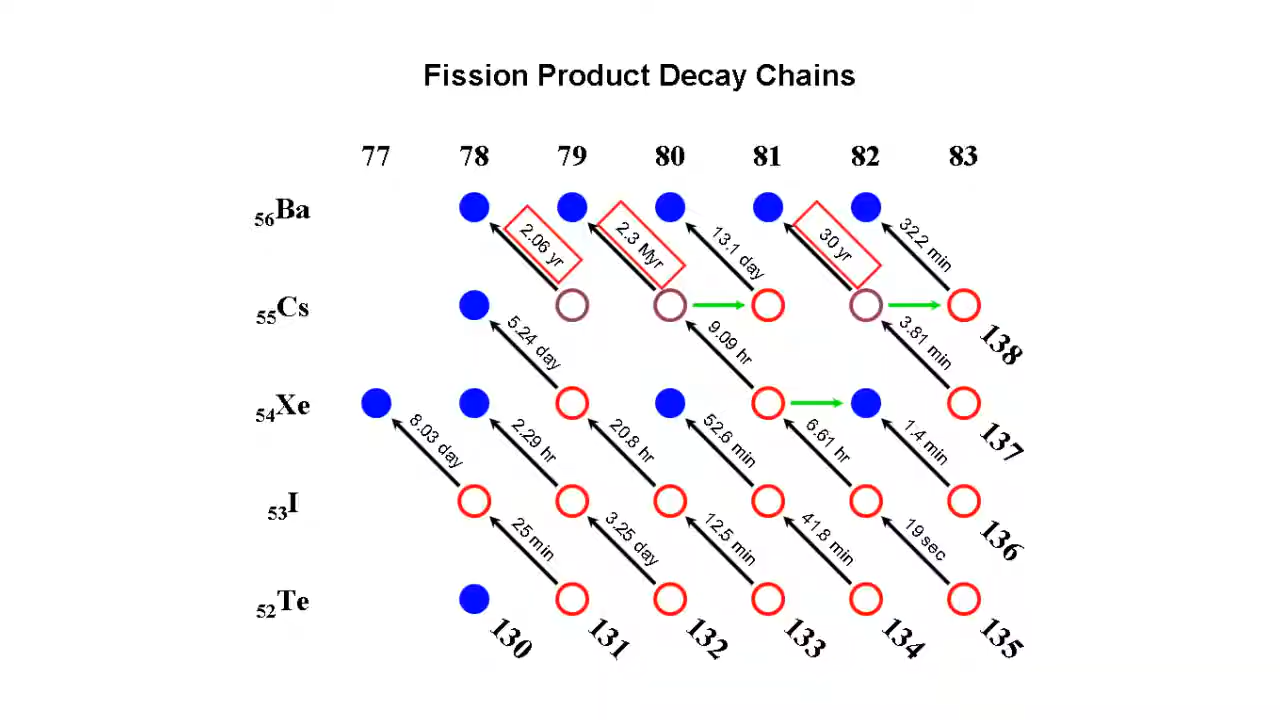 Fission Product Decay Chains
77 78 79 80 81 82 83
56Ba
2.06 yr 2.3 Myr 13.1 day 30 yr 32.2 min
55Cs
138
5.24 day 9.09 hr 3.81 min
54Xe
137
8.03 day 2.29 hr 20.8 hr 52.6 min 6.61 hr 1.4 min
53I
136
25 min 3.25 day 12.5 min 41.8 min 19 sec
52Te
130 131 132 133 134 135